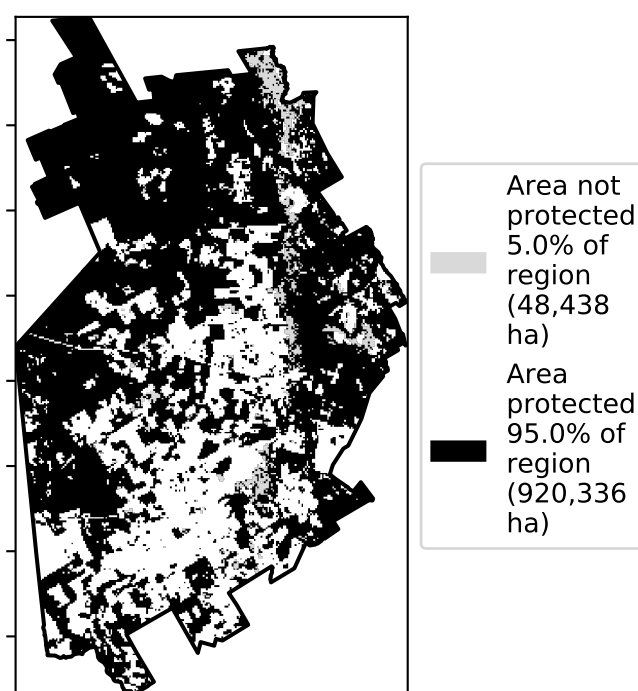 Area not
protected
5.0% of
region
(48,438
ha)
Area
protected
95.0% of
region
(920,336
ha)